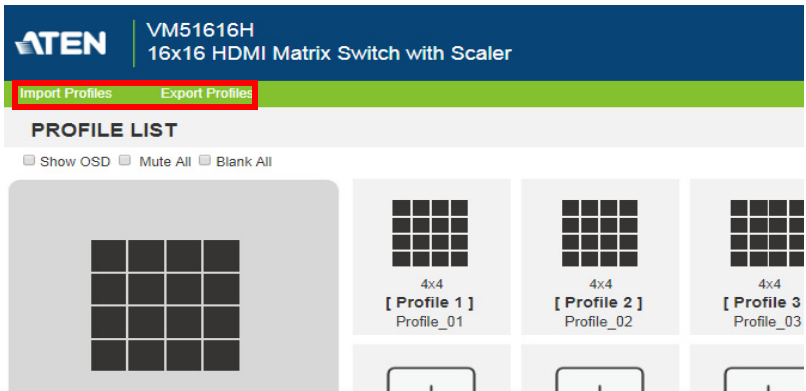 ATEN
VM51616H
16x16 HDMI Matrix Switch with Scaler
Import Profiles Export Profiles
PROFILE LIST
Show OSD Mute All Blank All
4x4
[ Profile 1 ]
Profile_01
4x4
[ Profile 2 ]
Profile_02
4x4
[ Profile 3
Profile_03